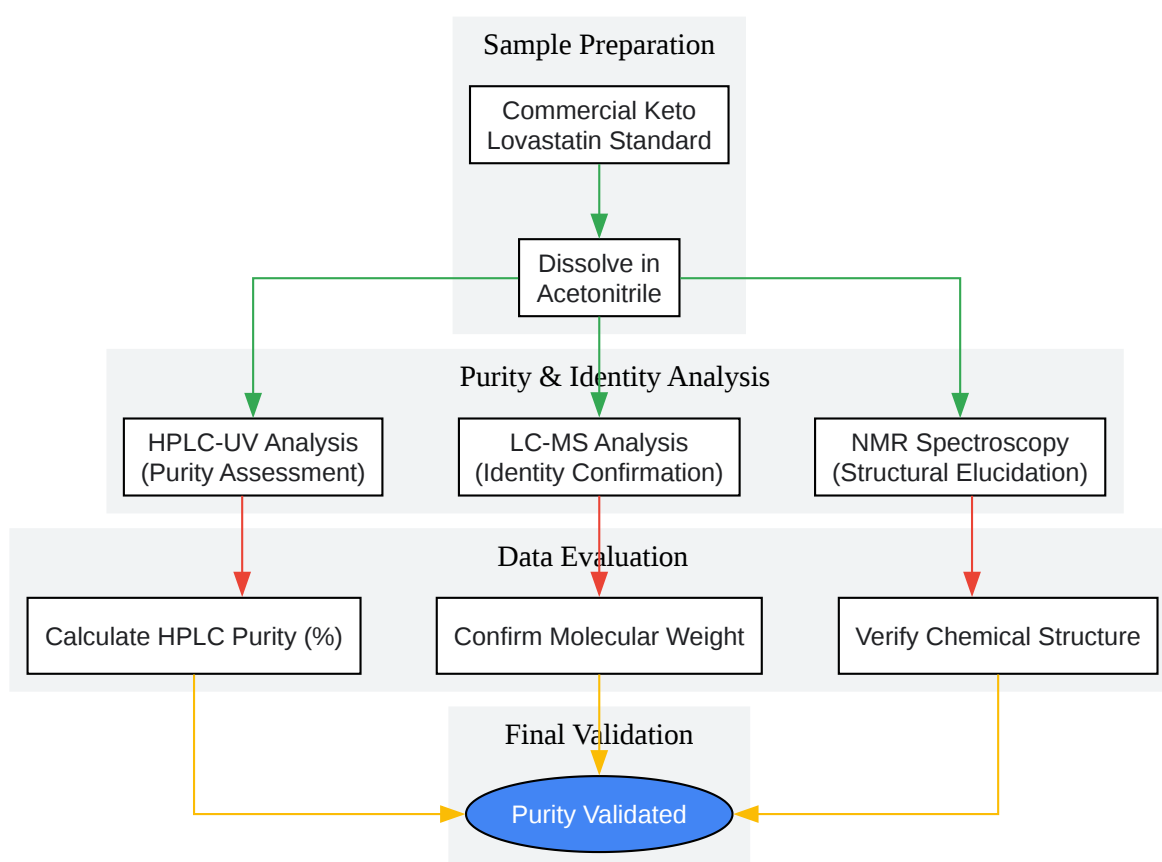 Sample Preparation
Commercial Keto
Lovastatin Standard
Dissolve in
Acetonitrile
Purity & Identity Analysis
HPLC-UV Analysis
(Purity Assessment)
LC-MS Analysis
(Identity Confirmation)
NMR Spectroscopy
(Structural Elucidation)
Data Evaluation
Calculate HPLC Purity (%)
Confirm Molecular Weight
Verify Chemical Structure
Final Validation
Purity Validated